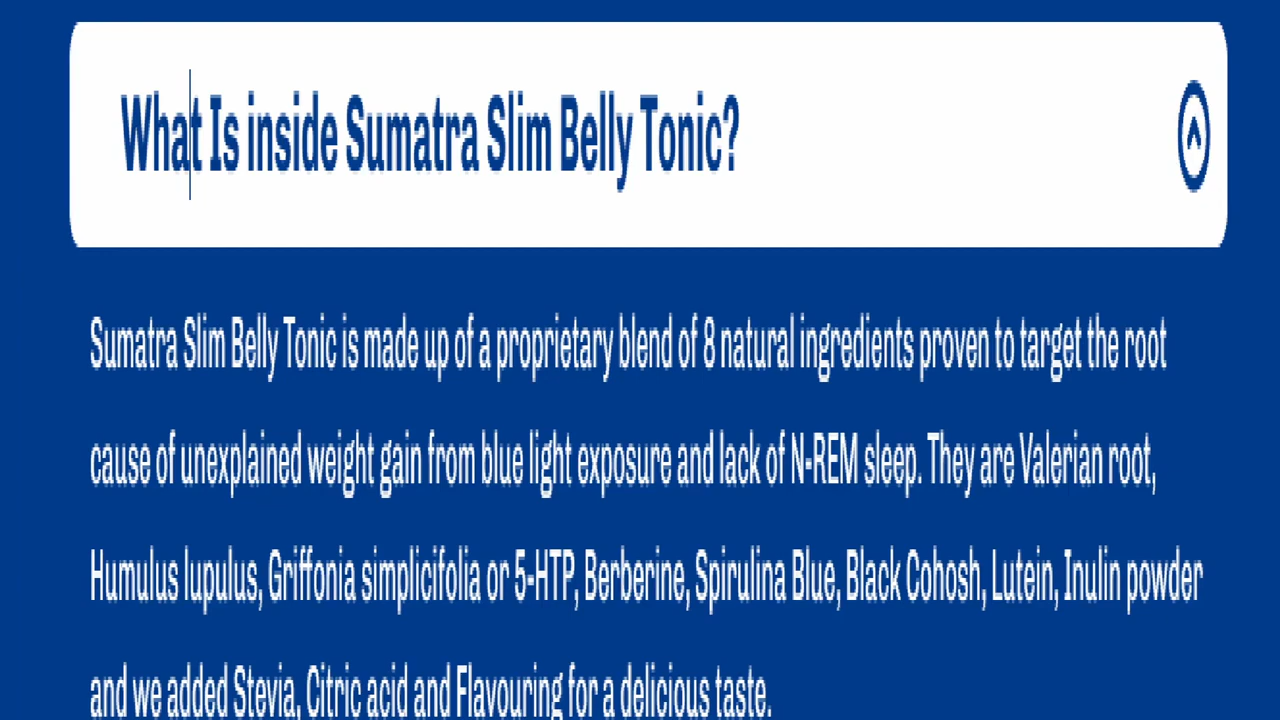 What Is inside Sumatra Slim Belly Tonic?
Sumatra Slim Belly Tonic is made up of a proprietary blend of 8 natural ingredients proven to target the root
cause of unexplained weight gain from blue light exposure and lack of N-REM sleep. They are Valerian root,
Humulus lupulus, Griffonia simplicifolia or 5-HTP, Berberine, Spirulina Blue, Black Cohosh, Lutein, Inulin powder
and we added Stevia, Citric acid and Flavouring for a delicious taste.